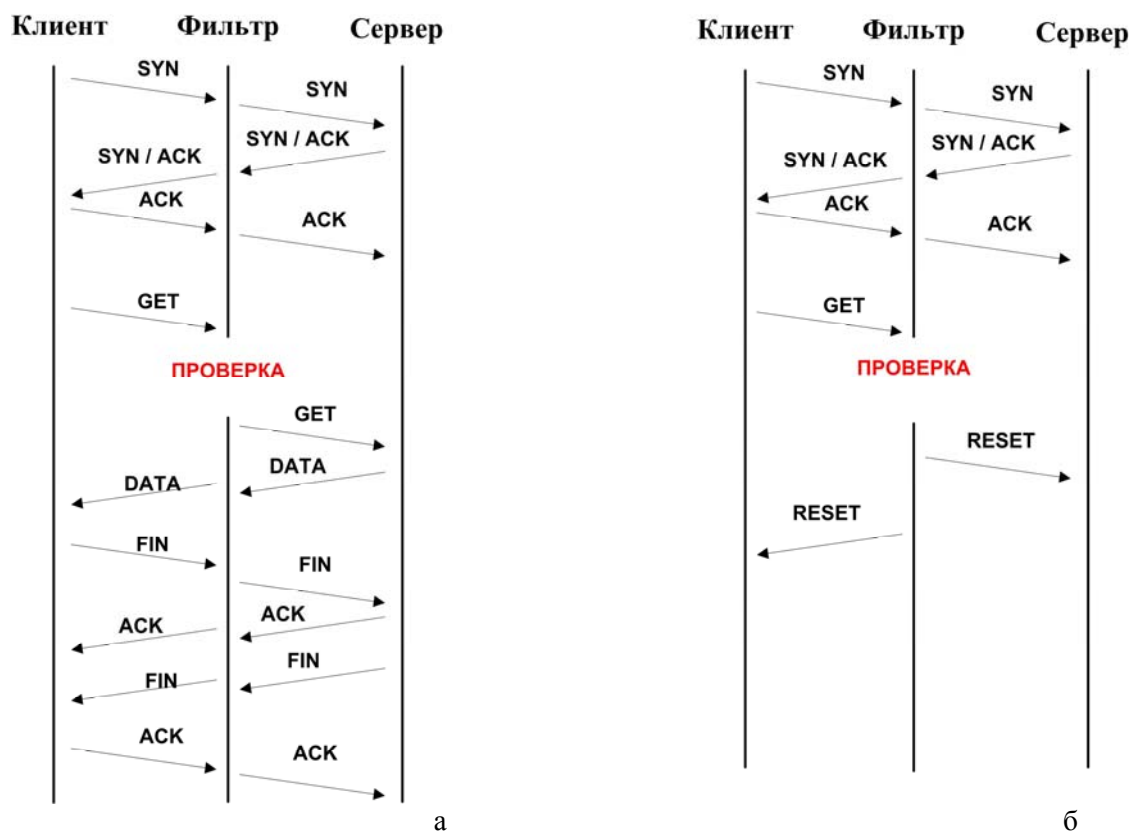 Клиент Фильтр Сервер
SYN
SYN
SYN / ACK
SYN / ACK
ACK
ACK
GET
ПРОВЕРКА
GET
DATA
DATA
FIN
FIN
ACK
ACK
FIN
FIN
ACK
ACK
а
Клиент Фильтр Сервер
SYN
SYN
SYN / ACK
SYN / ACK
ACK
ACK
GET
ПРОВЕРКА
RESET
RESET
б